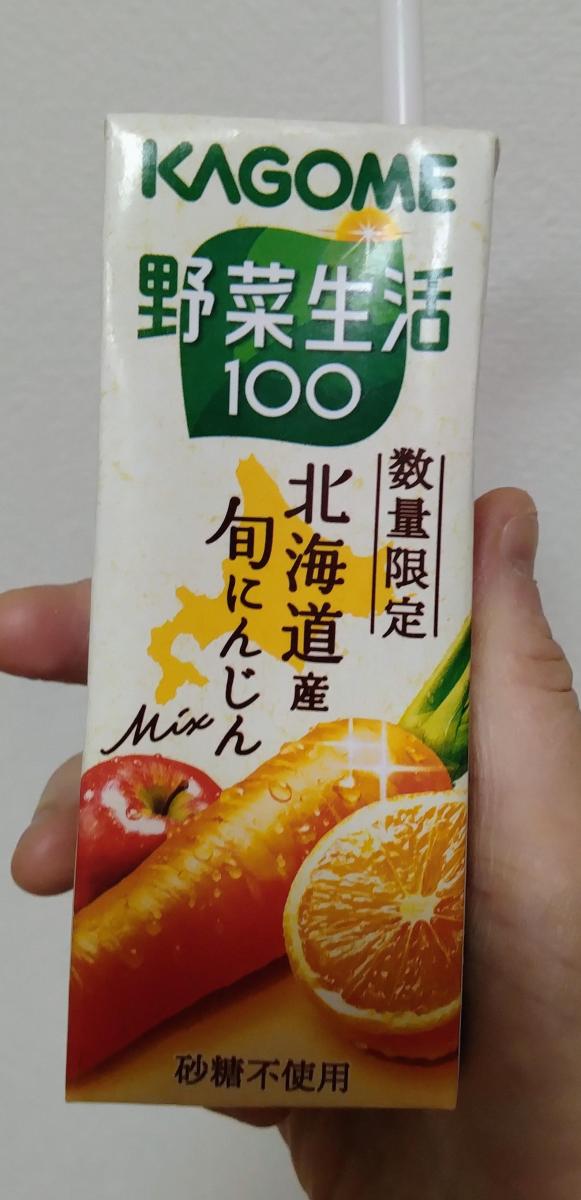 KAGOME
野菜生活
100
数量限定
北海道産
旬にんじん
Mix
砂糖不使用